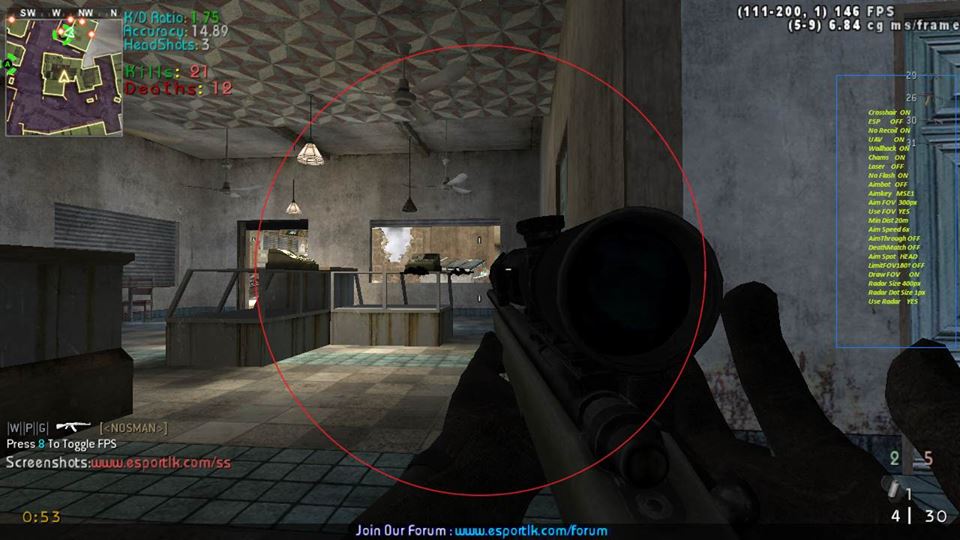 SW W NW N
K/D Ratio: 1.75
Accuracy: 14.89
HeadShots: 3
Kills: 21
Deaths: 12
A
(111-200, 1) 146 FPS
(5-9) 6.84 cg ms/frame
29
26
30
31
Crosshair ON
ESP OFF
No Recoil ON
UAV ON
Wallhack ON
Chams ON
Laser OFF
No Flash ON
Aimbot OFF
Aimkey MSE1
Aim FOV 300px
Use FOV YES
Min Dist 20m
Aim Speed 6x
AimThrough OFF
DeathMatch OFF
Aim Spot HEAD
LimitFOV180° OFF
Draw FOV ON
Radar Size 400px
Radar Dot Size 1px
Use Radar YES
|W||P||G| [<NOSMAN>]
Press 8 To Toggle FPS
Screenshots:www.esportlk.com/ss
0:53
Join Our Forum : www.esportlk.com/forum
2 5
1
4| 30